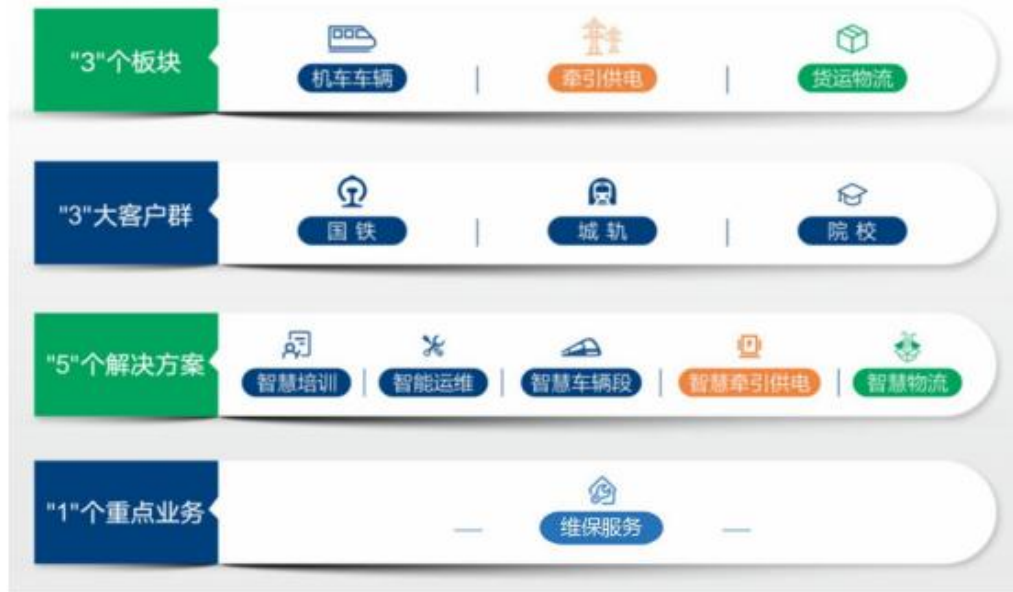 "3"个板块
机车车辆 | 牵引供电 | 货运物流
"3"大客户群
国铁 | 城轨 | 院校
"5"个解决方案
智慧培训 | 智能运维 | 智慧车辆段 | 智慧牵引供电 | 智慧物流
"1"个重点业务
维保服务